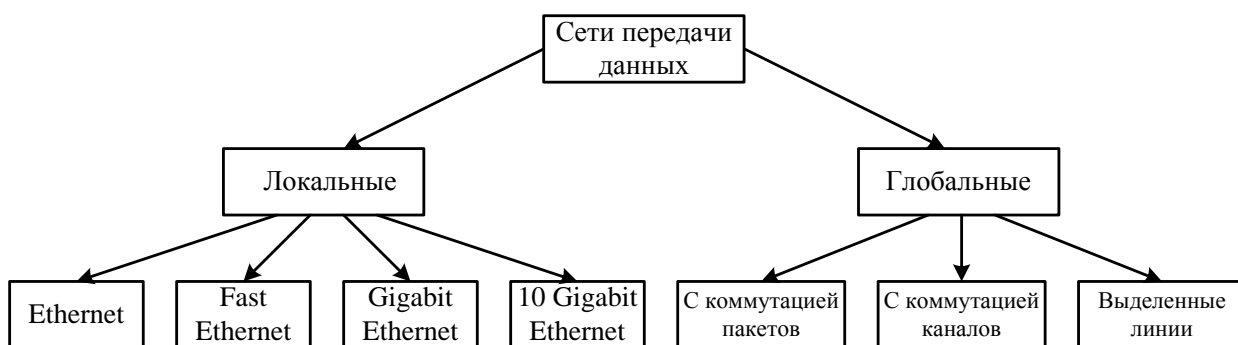 Сети передачи
данных
Локальные
Глобальные
Ethernet
Fast
Ethernet
Gigabit
Ethernet
10 Gigabit
Ethernet
С коммутацией
пакетов
С коммутацией
каналов
Выделенные
линии